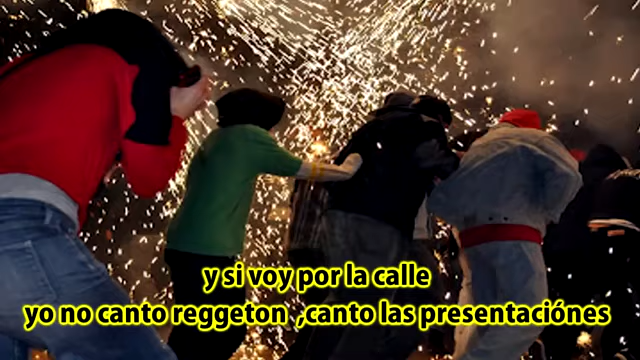 y si voy por la calle
yo no canto reggeton ,canto las presentaciónes